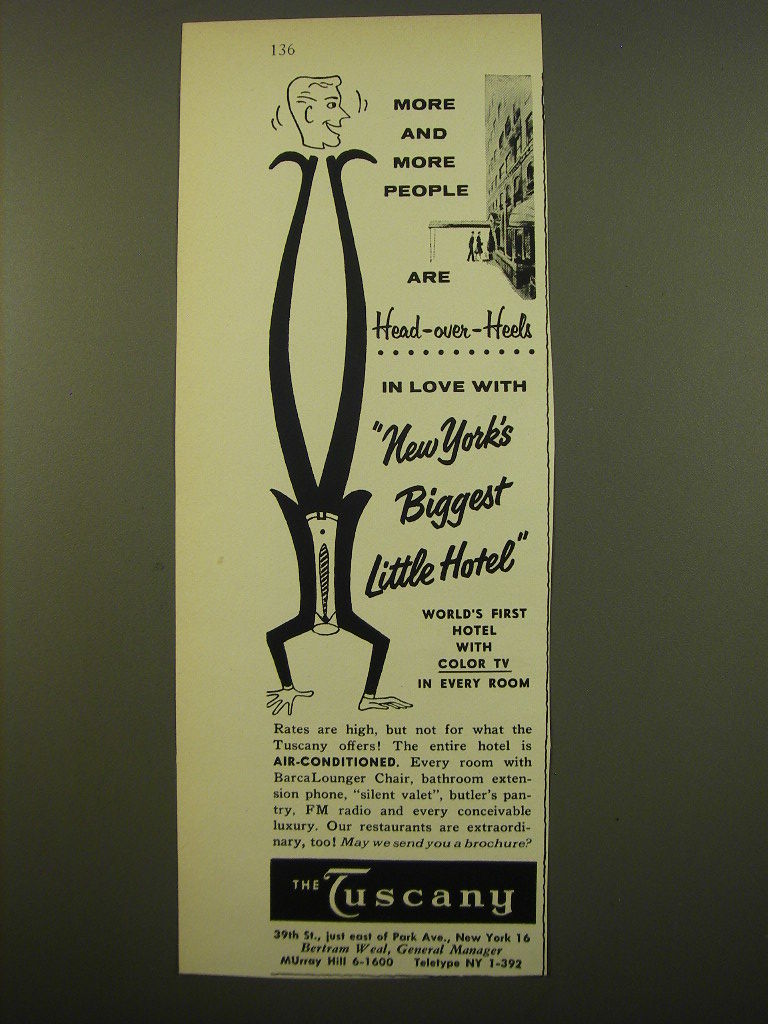 136
MORE
AND
MORE
PEOPLE
ARE
Head-over-Heels
IN LOVE WITH
"New York's
Biggest
Little Hotel"
WORLD'S FIRST
HOTEL
WITH
COLOR TV
IN EVERY ROOM
Rates are high, but not for what the
Tuscany offers! The entire hotel is
AIR-CONDITIONED. Every room with
BarcaLounger Chair, bathroom exten-
sion phone, "silent valet", butler's pan-
try, FM radio and every conceivable
luxury. Our restaurants are extraordi-
nary, too! May we send you a brochure?
THE Tuscany
39th St., just east of Park Ave., New York 16
Bertram Weal, General Manager
MUrray Hill 6-1600 Teletype NY 1-392